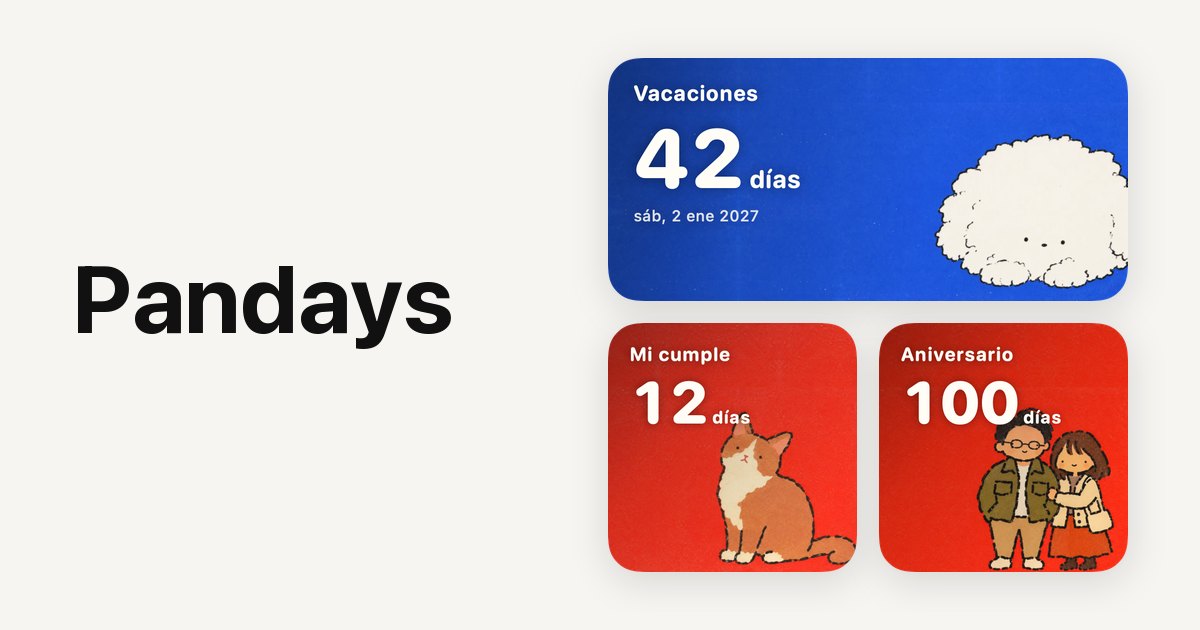 Pandays
Vacaciones
42 días
sáb, 2 ene 2027
Mi cumple
12 días
Aniversario
100 días